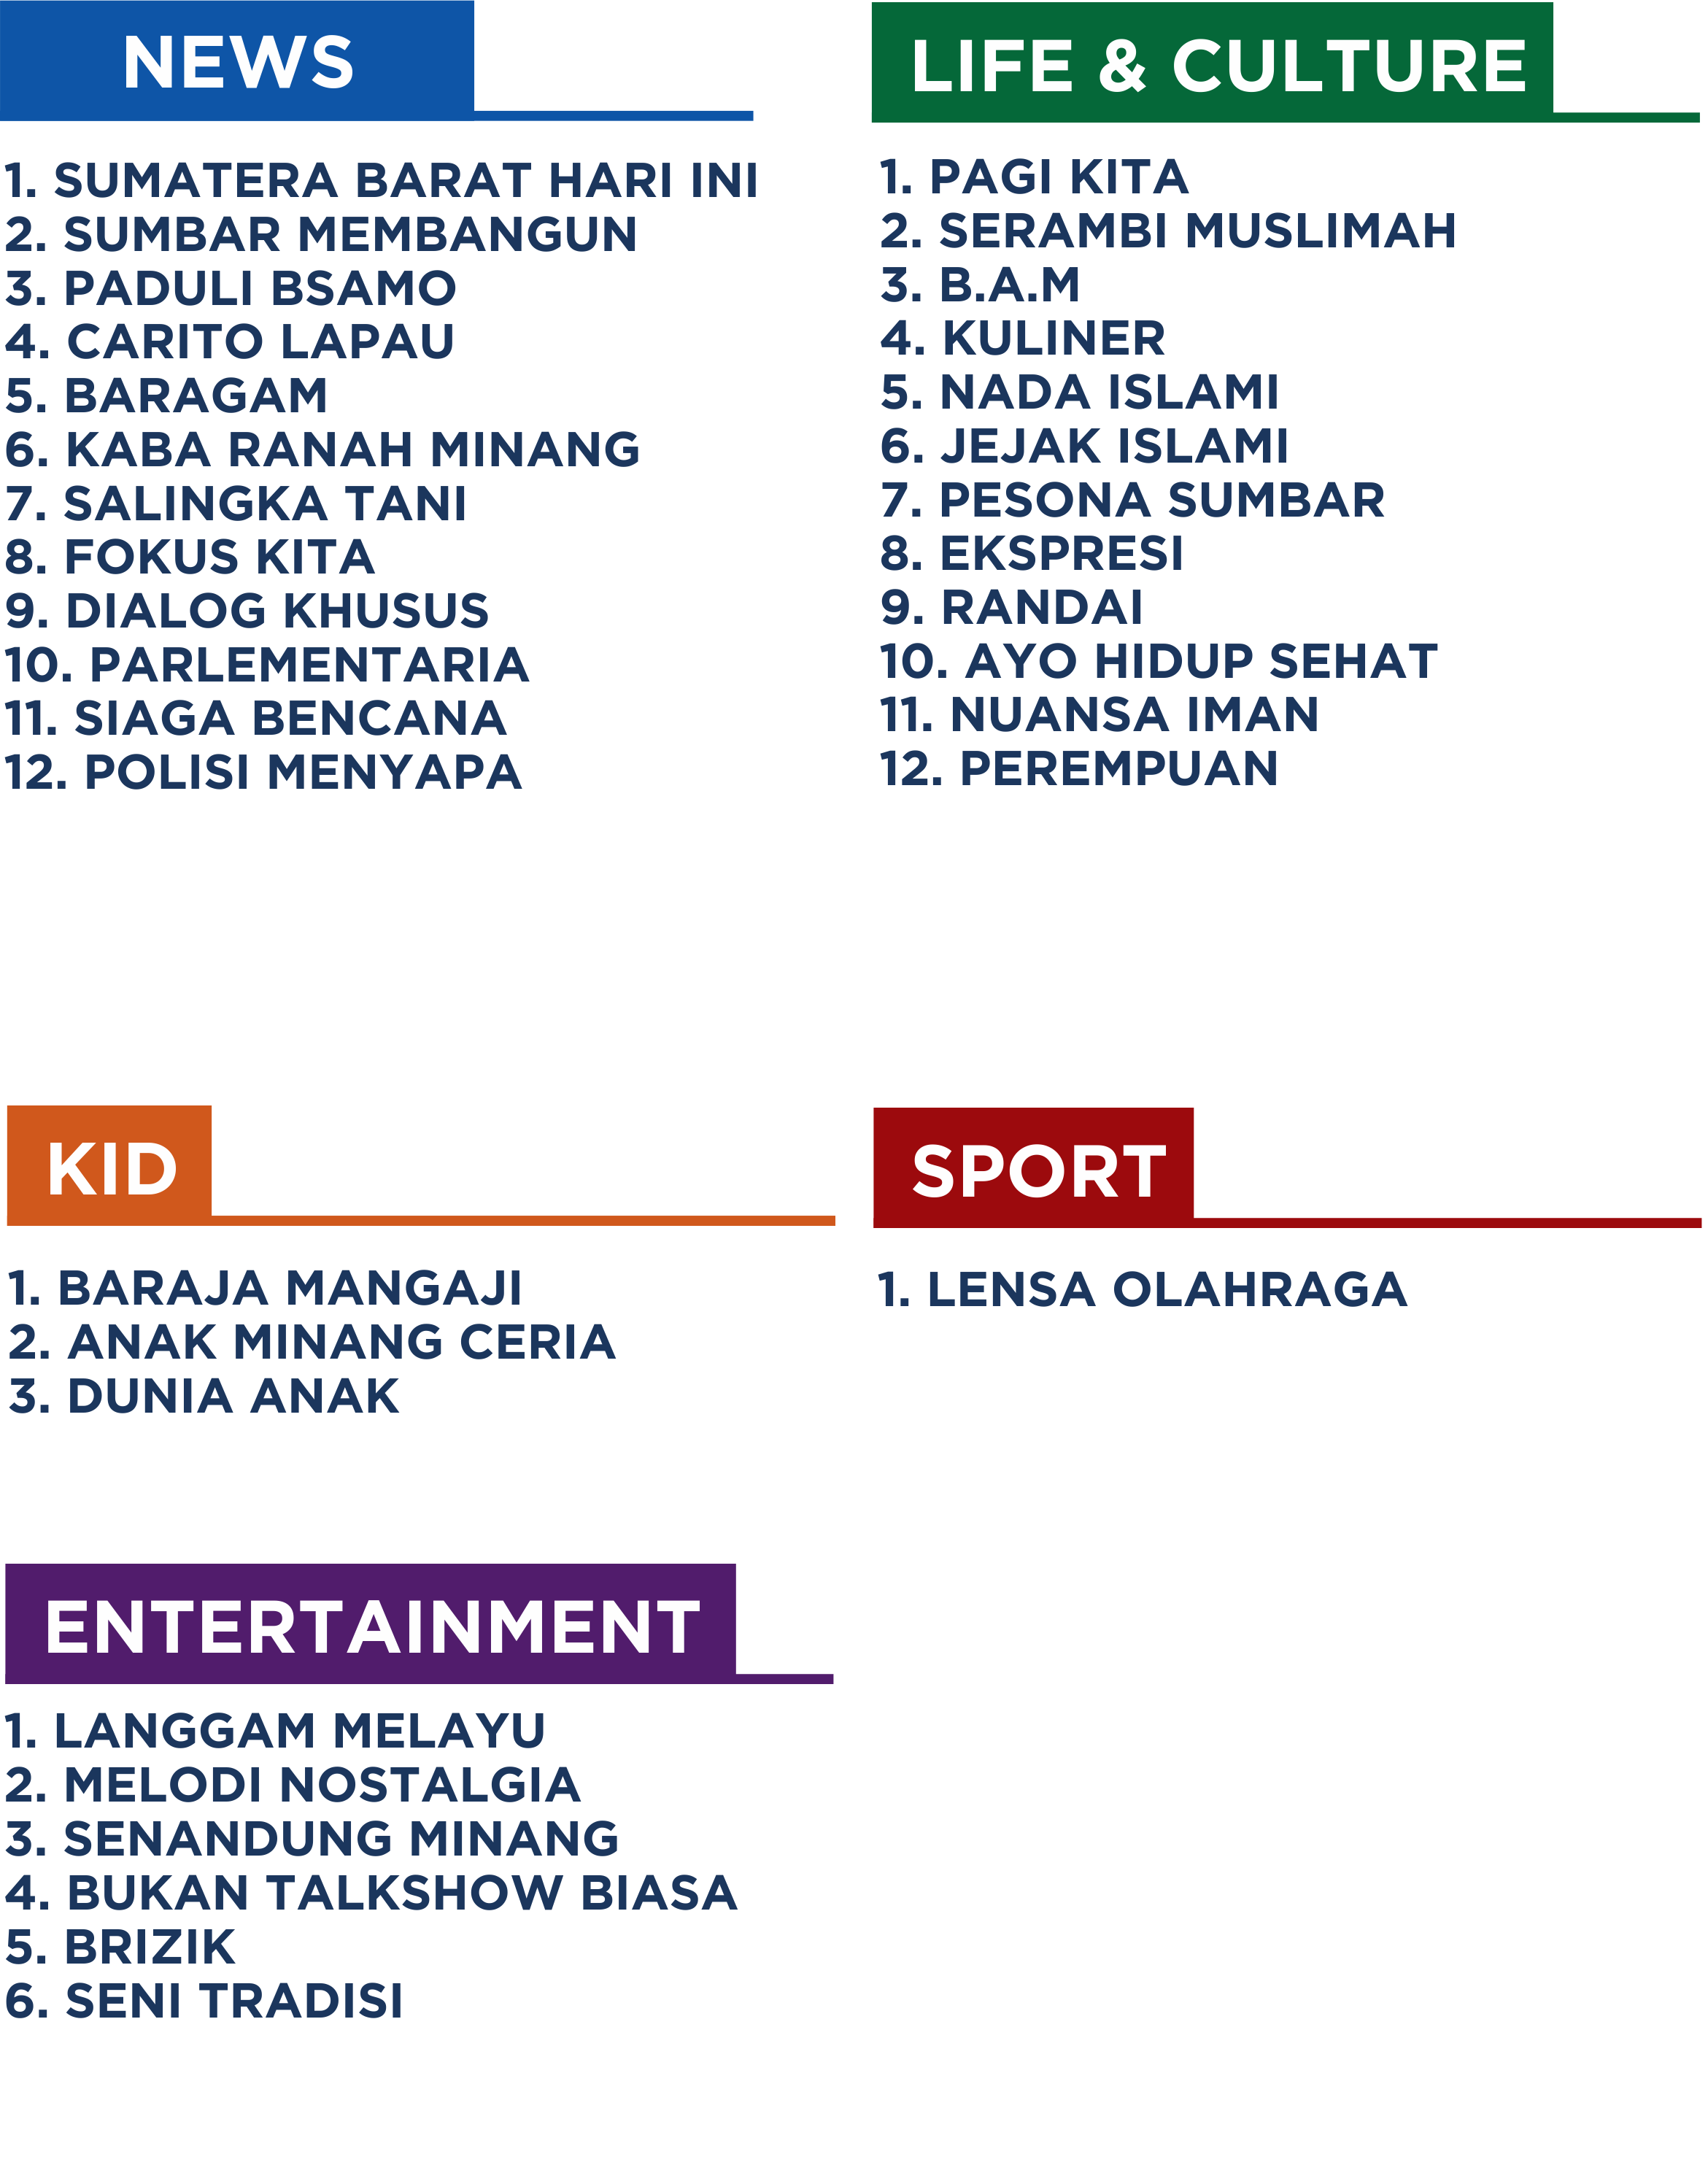 NEWS
1. SUMATERA BARAT HARI INI
2. SUMBAR MEMBANGUN
3. PADULI BSAMO
4. CARITO LAPAU
5. BARAGAM
6. KABA RANAH MINANG
7. SALINGKA TANI
8. FOKUS KITA
9. DIALOG KHUSUS
10. PARLEMENTARIA
11. SIAGA BENCANA
12. POLISI MENYAPA
LIFE & CULTURE
1. PAGI KITA
2. SERAMBI MUSLIMAH
3. B.A.M
4. KULINER
5. NADA ISLAMI
6. JEJAK ISLAMI
7. PESONA SUMBAR
8. EKSPRESI
9. RANDAI
10. AYO HIDUP SEHAT
11. NUANSA IMAN
12. PEREMPUAN
KID
1. BARAJA MANGAJI
2. ANAK MINANG CERIA
3. DUNIA ANAK
SPORT
1. LENSA OLAHRAGA
ENTERTAINMENT
1. LANGGAM MELAYU
2. MELODI NOSTALGIA
3. SENANDUNG MINANG
4. BUKAN TALKSHOW BIASA
5. BRIZIK
6. SENI TRADISI